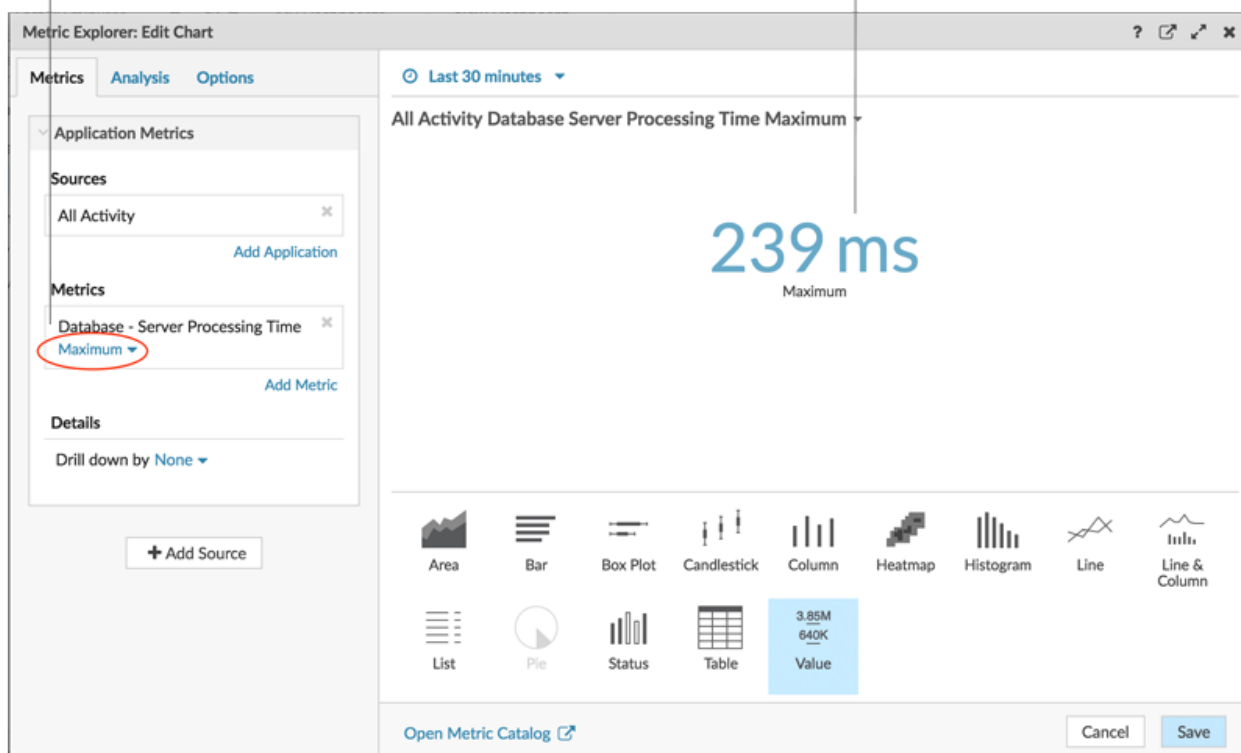 Metric Explorer: Edit Chart
?
Metrics Analysis Options
Application Metrics
Sources
All Activity
Add Application
Metrics
Database - Server Processing Time
Maximum
Add Metric
Details
Drill down by None
+ Add Source
Last 30 minutes
All Activity Database Server Processing Time Maximum
239 ms
Maximum
Area
Bar
Box Plot
Candlestick
Column
Heatmap
Histogram
Line
Line &
Column
List
Pie
Status
Table
3.85M
640K
Value
Open Metric Catalog
Cancel
Save